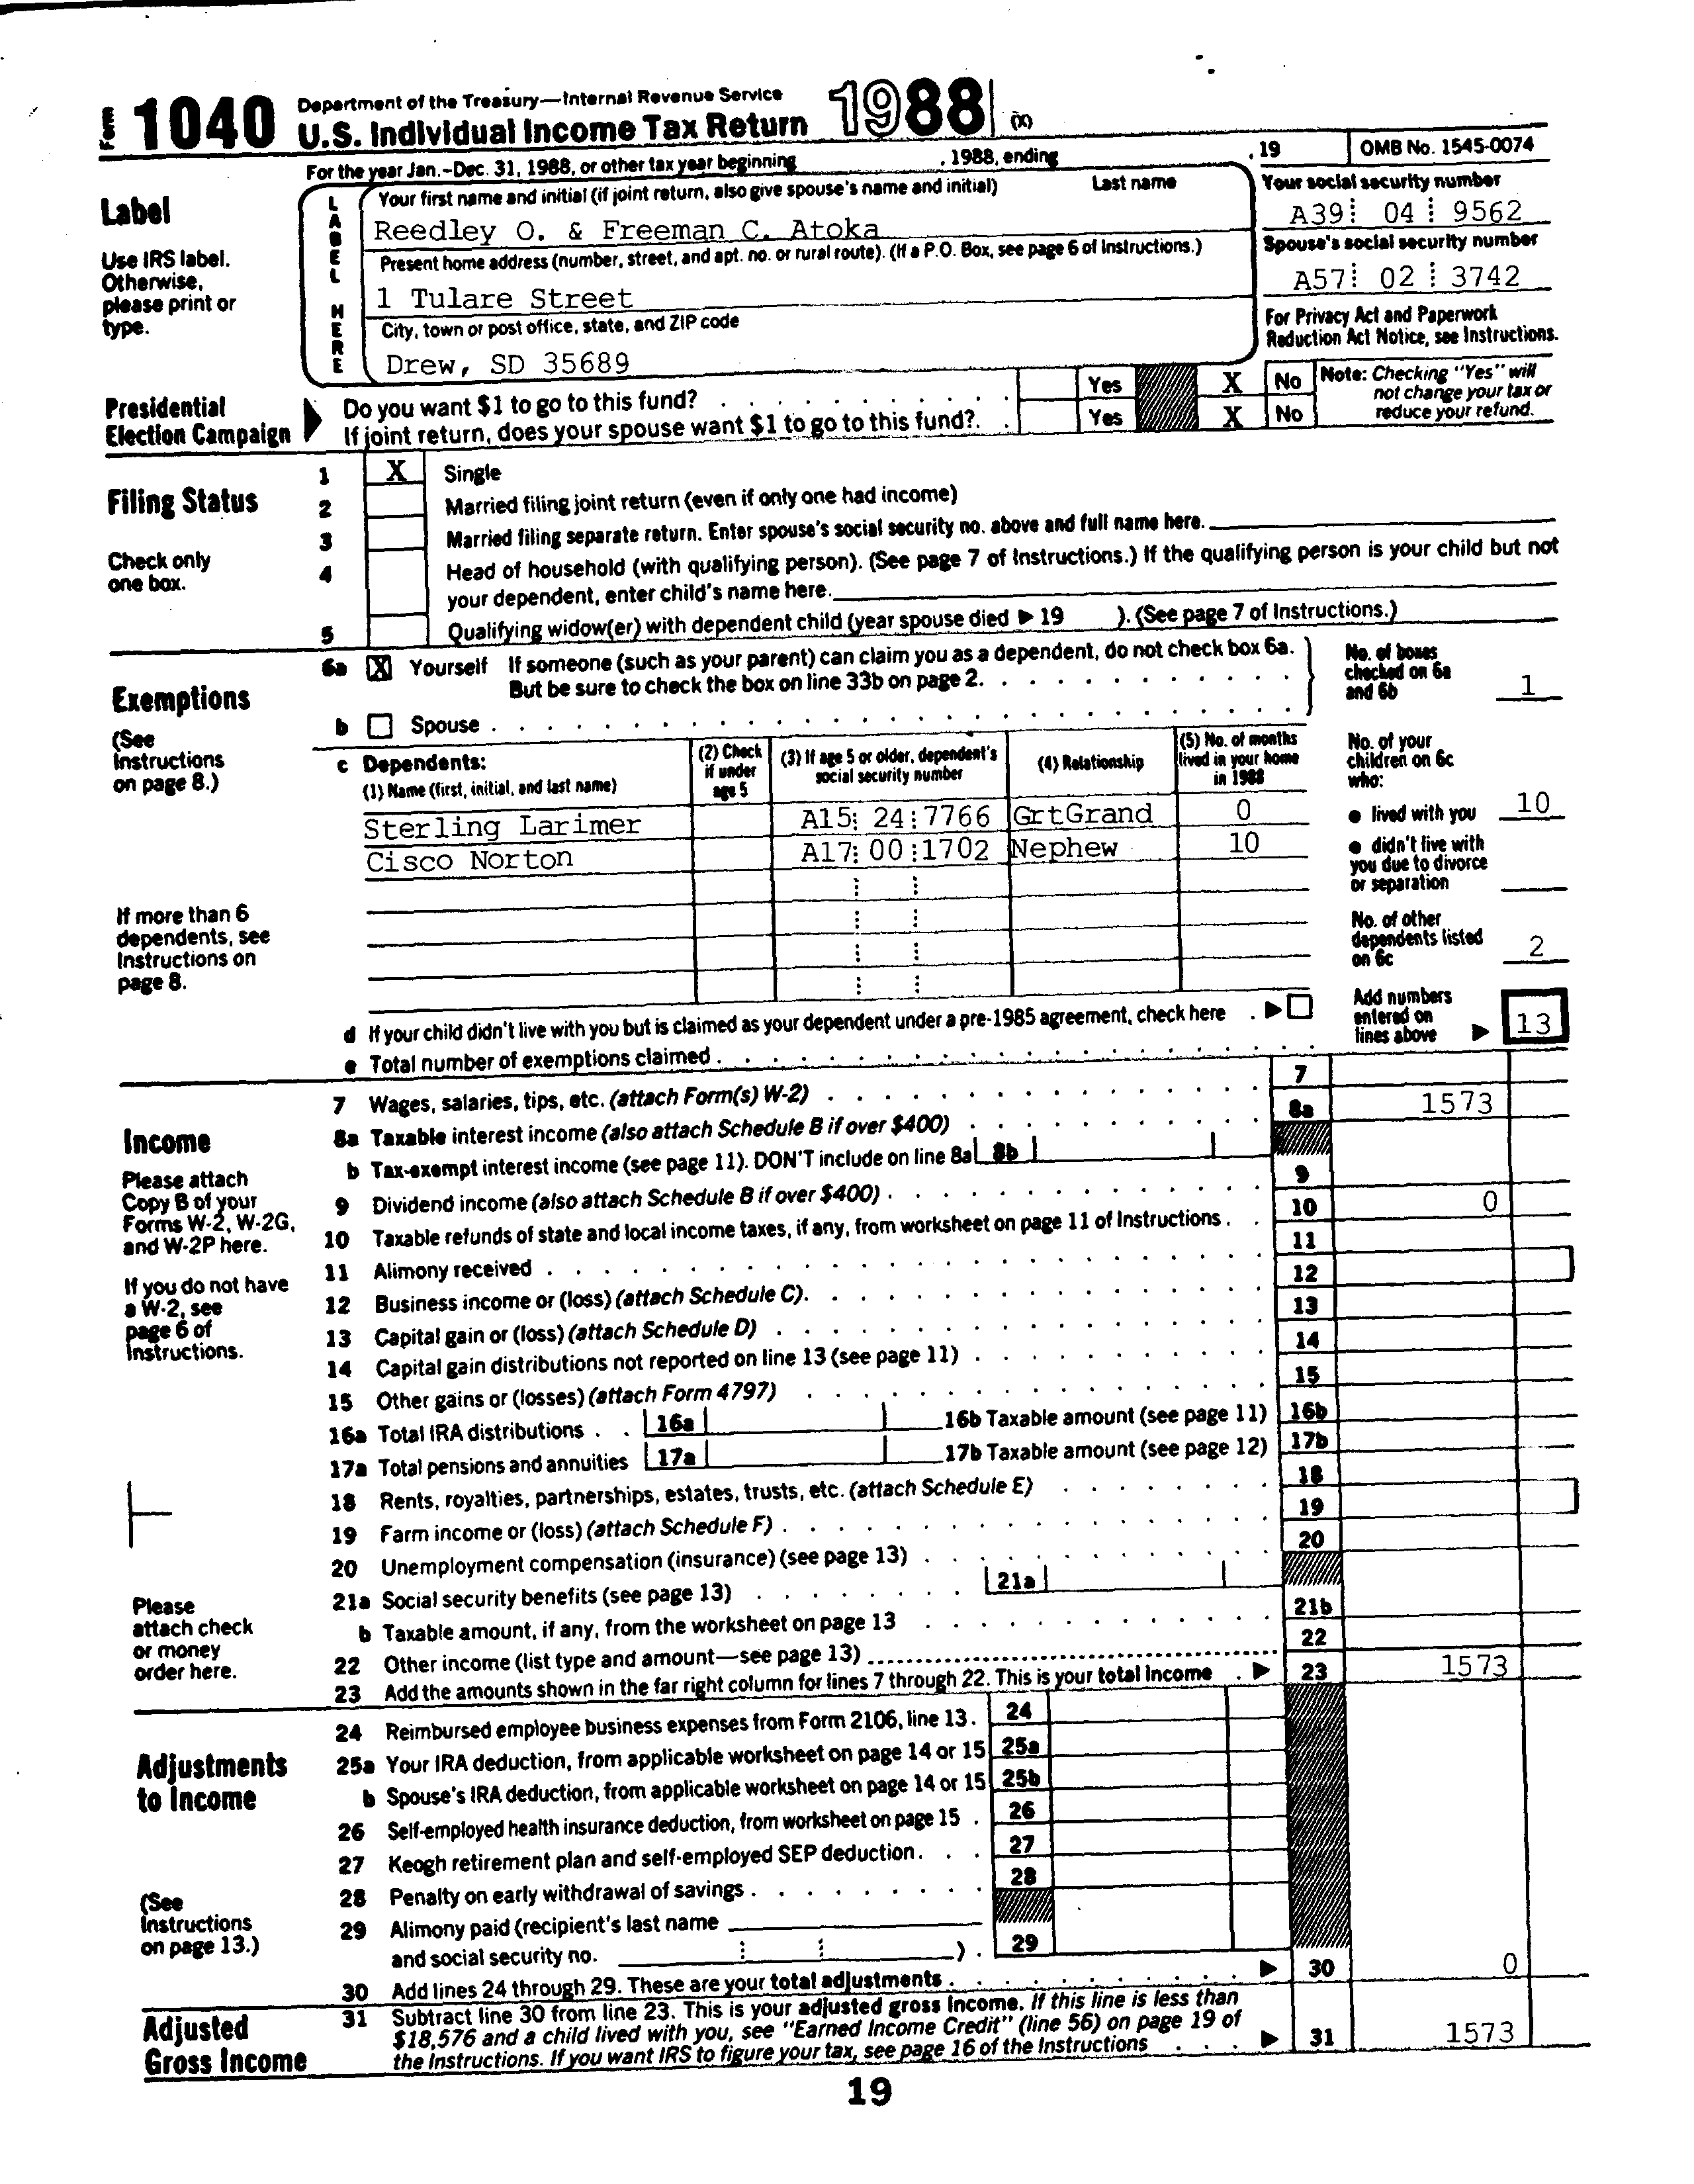 Form 1040 Department of the Treasury—Internal Revenue Service
U.S. Individual Income Tax Return 1988 (X)
For the year Jan.-Dec. 31, 1988, or other tax year beginning , 1988, ending , 19 OMB No. 1545-0074
Label
Use IRS label.
Otherwise,
please print or
type.
LABEL HERE
Your first name and initial (if joint return, also give spouse's name and initial) Last name
Reedley O. & Freeman C. Atoka
Your social security number
A39 04 9562
Present home address (number, street, and apt. no. or rural route). (If a P.O. Box, see page 6 of Instructions.)
1 Tulare Street
Spouse's social security number
A57 02 3742
City, town or post office, state, and ZIP code
Drew, SD 35689
For Privacy Act and Paperwork
Reduction Act Notice, see Instructions.
Presidential
Election Campaign
Do you want $1 to go to this fund? Yes X No
If joint return, does your spouse want $1 to go to this fund?. Yes X No
Note: Checking "Yes" will
not change your tax or
reduce your refund.
Filing Status
Check only
one box.
1 X Single
2 Married filing joint return (even if only one had income)
3 Married filing separate return. Enter spouse's social security no. above and full name here.
4 Head of household (with qualifying person). (See page 7 of Instructions.) If the qualifying person is your child but not
your dependent, enter child's name here.
5 Qualifying widow(er) with dependent child (year spouse died ▶ 19 ). (See page 7 of Instructions.)
Exemptions
(See
Instructions
on page 8.)
If more than 6
dependents, see
Instructions on
page 8.
6a X Yourself If someone (such as your parent) can claim you as a dependent, do not check box 6a.
But be sure to check the box on line 33b on page 2.
b Spouse
No. of boxes
checked on 6a
and 6b 1
c Dependents:
(1) Name (first, initial, and last name)
(2) Check
if under
age 5
(3) If age 5 or older, dependent's
social security number
(4) Relationship
(5) No. of months
lived in your home
in 1988
Sterling Larimer A15 24 7766 GrtGrand 0
Cisco Norton A17 00 1702 Nephew 10
No. of your
children on 6c
who:
● lived with you 10
● didn't live with
you due to divorce
or separation
No. of other
dependents listed
on 6c 2
d If your child didn't live with you but is claimed as your dependent under a pre-1985 agreement, check here . ▶
e Total number of exemptions claimed
Add numbers
entered on
lines above ▶ 13
Income
Please attach
Copy B of your
Forms W-2, W-2G,
and W-2P here.
If you do not have
a W-2, see
page 6 of
Instructions.
Please
attach check
or money
order here.
7 Wages, salaries, tips, etc. (attach Form(s) W-2) 7
8a Taxable interest income (also attach Schedule B if over $400) 8a 1573
b Tax-exempt interest income (see page 11). DON'T include on line 8a 8b
9 Dividend income (also attach Schedule B if over $400) 9
10 Taxable refunds of state and local income taxes, if any, from worksheet on page 11 of Instructions 10 0
11 Alimony received 11
12 Business income or (loss) (attach Schedule C). 12
13 Capital gain or (loss) (attach Schedule D) 13
14 Capital gain distributions not reported on line 13 (see page 11) 14
15 Other gains or (losses) (attach Form 4797) 15
16a Total IRA distributions 16a 16b Taxable amount (see page 11) 16b
17a Total pensions and annuities 17a 17b Taxable amount (see page 12) 17b
18 Rents, royalties, partnerships, estates, trusts, etc. (attach Schedule E) 18
19 Farm income or (loss) (attach Schedule F) 19
20 Unemployment compensation (insurance) (see page 13) 20
21a Social security benefits (see page 13) 21a
b Taxable amount, if any, from the worksheet on page 13 21b
22 Other income (list type and amount—see page 13) 22
23 Add the amounts shown in the far right column for lines 7 through 22. This is your total income ▶ 23 1573
Adjustments
to Income
(See
Instructions
on page 13.)
24 Reimbursed employee business expenses from Form 2106, line 13. 24
25a Your IRA deduction, from applicable worksheet on page 14 or 15 25a
b Spouse's IRA deduction, from applicable worksheet on page 14 or 15 25b
26 Self-employed health insurance deduction, from worksheet on page 15 26
27 Keogh retirement plan and self-employed SEP deduction 27
28 Penalty on early withdrawal of savings 28
29 Alimony paid (recipient's last name
and social security no. ) 29
30 Add lines 24 through 29. These are your total adjustments ▶ 30 0
Adjusted
Gross Income
31 Subtract line 30 from line 23. This is your adjusted gross income. If this line is less than
$18,576 and a child lived with you, see "Earned Income Credit" (line 56) on page 19 of
the Instructions. If you want IRS to figure your tax, see page 16 of the Instructions ▶ 31 1573
19